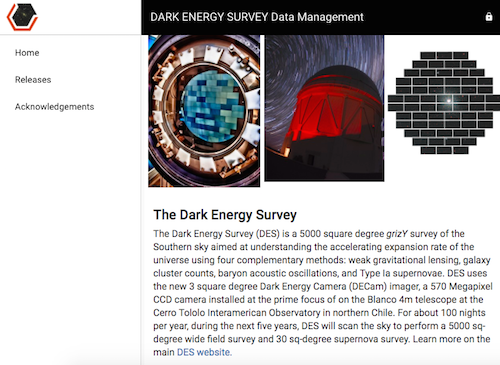 DARK ENERGY SURVEY Data Management
Home
Releases
Acknowledgements
The Dark Energy Survey
The Dark Energy Survey (DES) is a 5000 square degree grizY survey of the
Southern sky aimed at understanding the accelerating expansion rate of the
universe using four complementary methods: weak gravitational lensing, galaxy
cluster counts, baryon acoustic oscillations, and Type Ia supernovae. DES uses
the new 3 square degree Dark Energy Camera (DECam) imager, a 570 Megapixel
CCD camera installed at the prime focus of on the Blanco 4m telescope at the
Cerro Tololo Interamerican Observatory in northern Chile. For about 100 nights
per year, during the next five years, DES will scan the sky to perform a 5000 sq-
degree wide field survey and 30 sq-degree supernova survey. Learn more on the
main DES website.